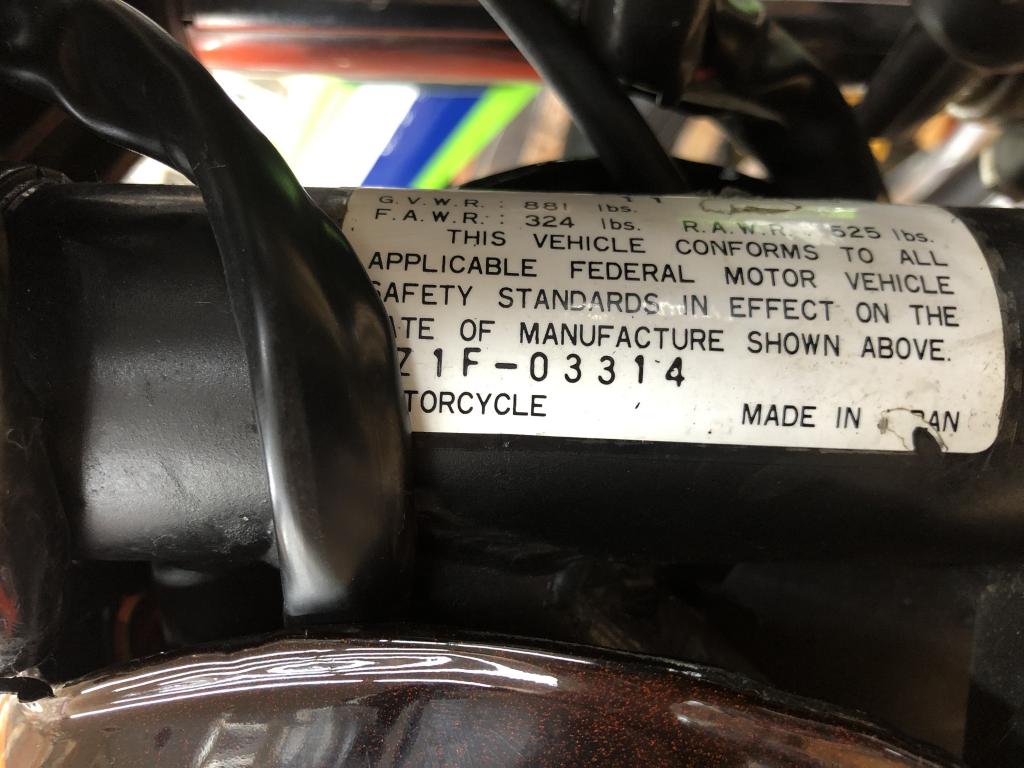 G.V.W.R.: 881 lbs.
F.A.W.R.: 324 lbs. R.A.W.R.: 525 lbs.
THIS VEHICLE CONFORMS TO ALL
APPLICABLE FEDERAL MOTOR VEHICLE
SAFETY STANDARDS IN EFFECT ON THE
ATE OF MANUFACTURE SHOWN ABOVE.
Z1F-03314
TORCYCLE MADE IN PAN